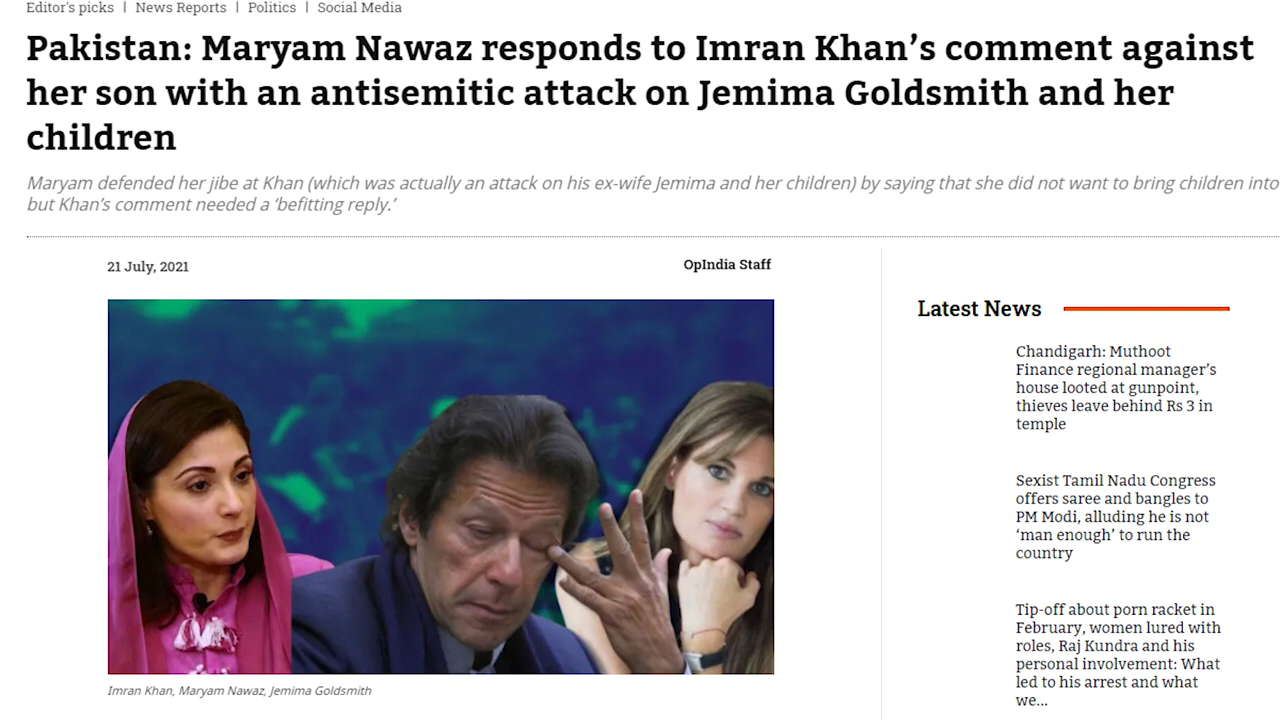 Editor's picks | News Reports | Politics | Social Media
Pakistan: Maryam Nawaz responds to Imran Khan’s comment against
her son with an antisemitic attack on Jemima Goldsmith and her
children
Maryam defended her jibe at Khan (which was actually an attack on his ex-wife Jemima and her children) by saying that she did not want to bring children into
but Khan’s comment needed a ‘befitting reply.’
21 July, 2021
OpIndia Staff
Imran Khan, Maryam Nawaz, Jemima Goldsmith
Latest News
Chandigarh: Muthoot
Finance regional manager’s
house looted at gunpoint,
thieves leave behind Rs 3 in
temple
Sexist Tamil Nadu Congress
offers saree and bangles to
PM Modi, alluding he is not
‘man enough’ to run the
country
Tip-off about porn racket in
February, women lured with
roles, Raj Kundra and his
personal involvement: What
led to his arrest and what
we...